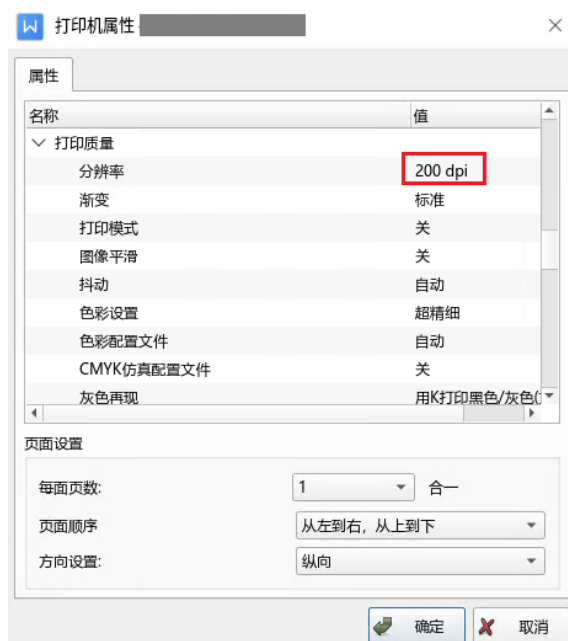 打印机属性
属性
名称 值
打印质量
分辨率 200 dpi
渐变 标准
打印模式 关
图像平滑 关
抖动 自动
色彩设置 超精细
色彩配置文件 自动
CMYK仿真配置文件 关
灰色再现 用K打印黑色/灰色(
页面设置
每面页数: 1 合一
页面顺序 从左到右，从上到下
方向设置: 纵向
确定 取消